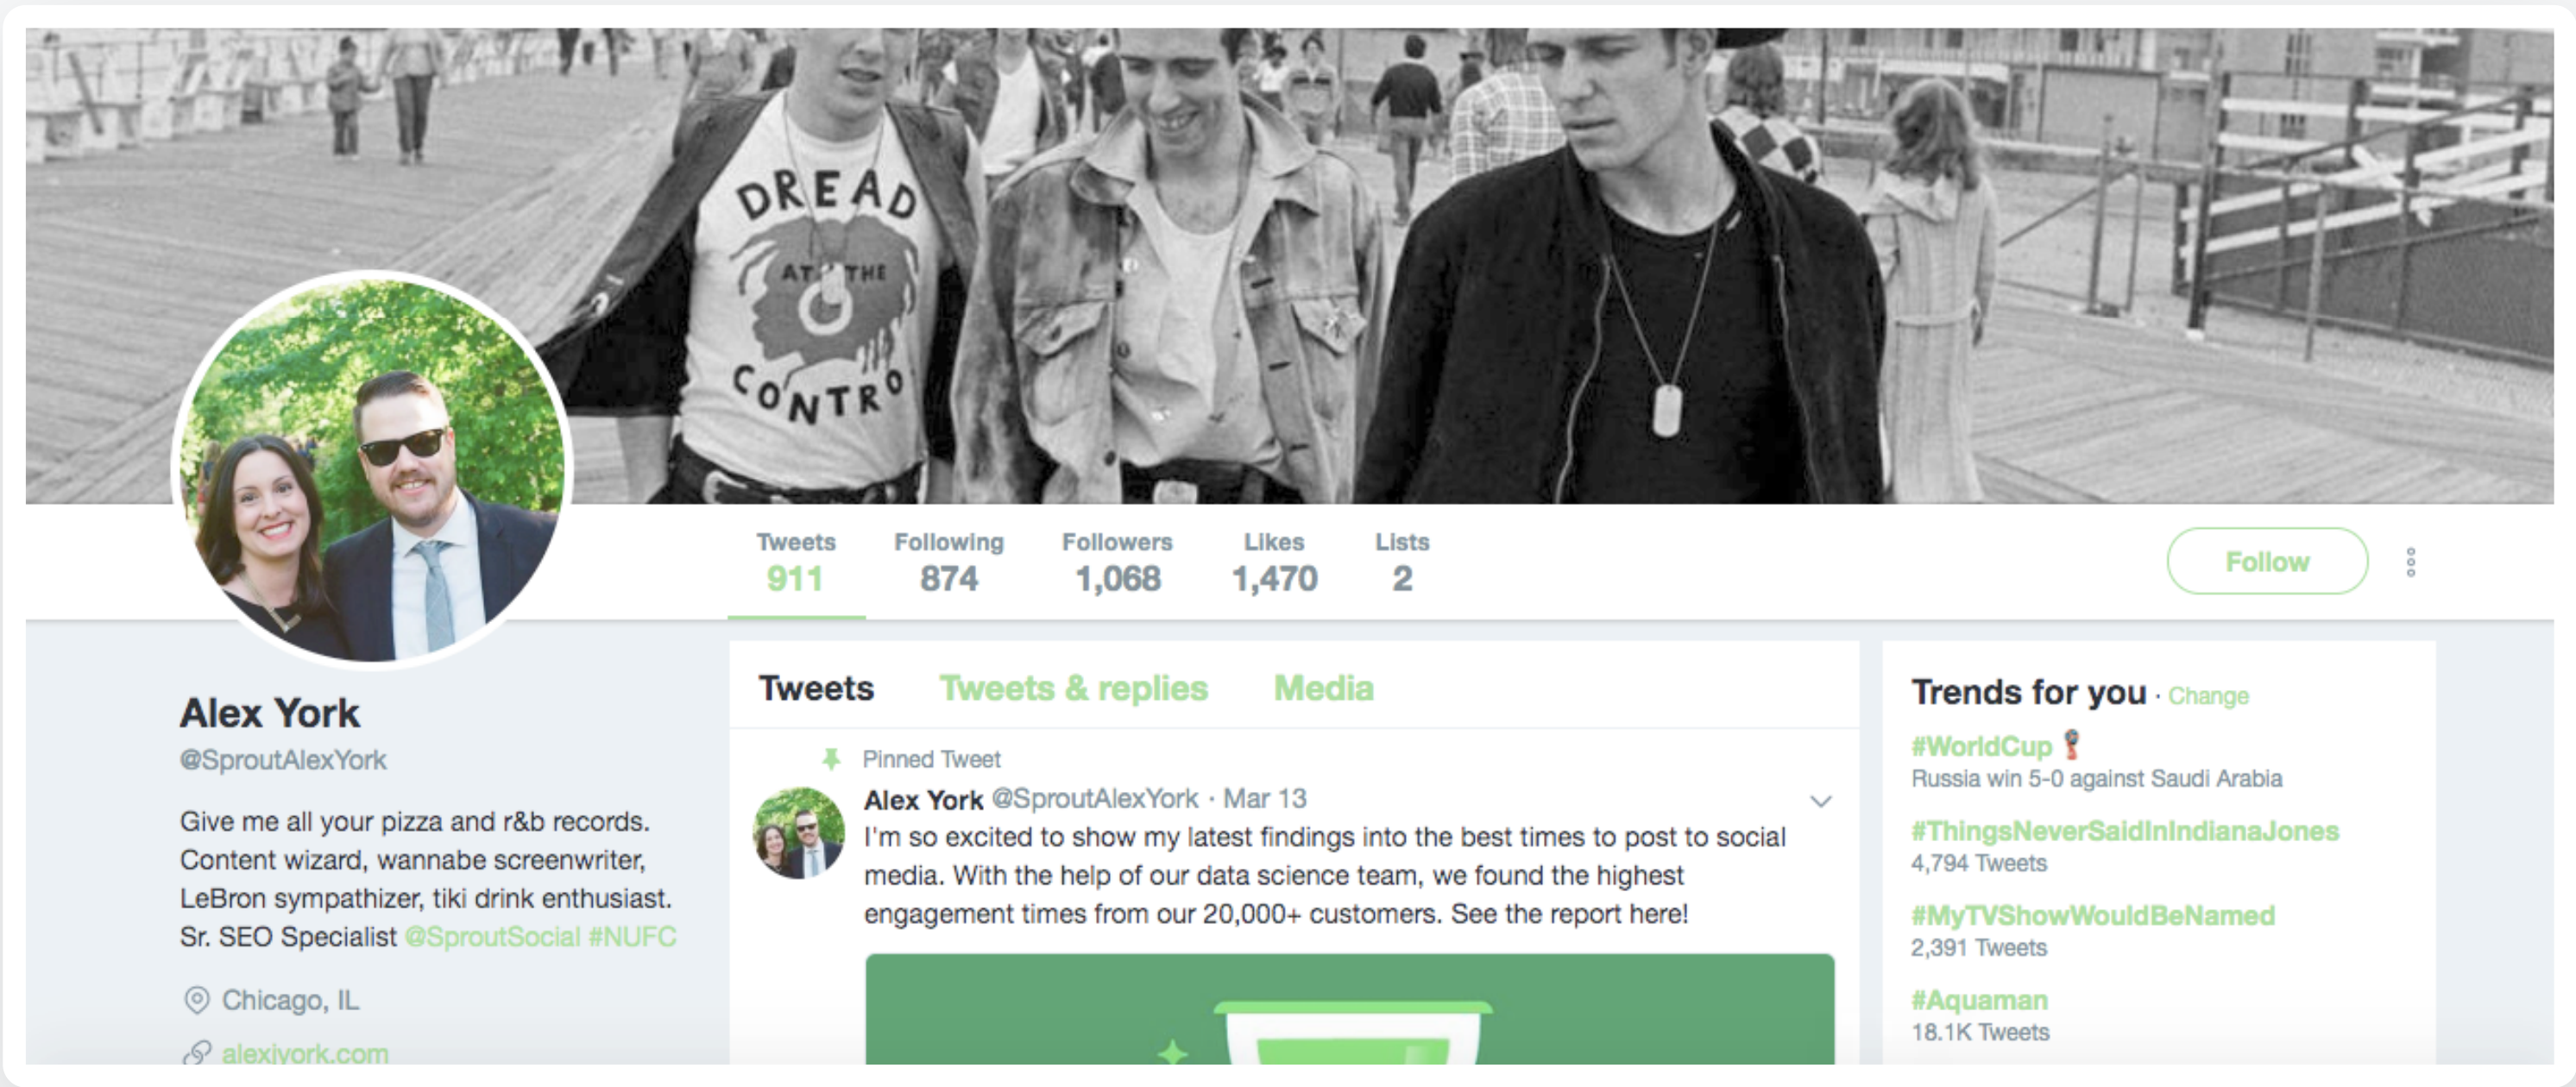 DREAD
AT THE
CONTRO
Tweets
911
Following
874
Followers
1,068
Likes
1,470
Lists
2
Follow
Alex York
@SproutAlexYork
Give me all your pizza and r&b records.
Content wizard, wannabe screenwriter,
LeBron sympathizer, tiki drink enthusiast.
Sr. SEO Specialist @SproutSocial #NUFC
Chicago, IL
alexjyork.com
Tweets Tweets & replies Media
Pinned Tweet
Alex York @SproutAlexYork · Mar 13
I'm so excited to show my latest findings into the best times to post to social
media. With the help of our data science team, we found the highest
engagement times from our 20,000+ customers. See the report here!
Trends for you · Change
#WorldCup
Russia win 5-0 against Saudi Arabia
#ThingsNeverSaidInIndianaJones
4,794 Tweets
#MyTVShowWouldBeNamed
2,391 Tweets
#Aquaman
18.1K Tweets